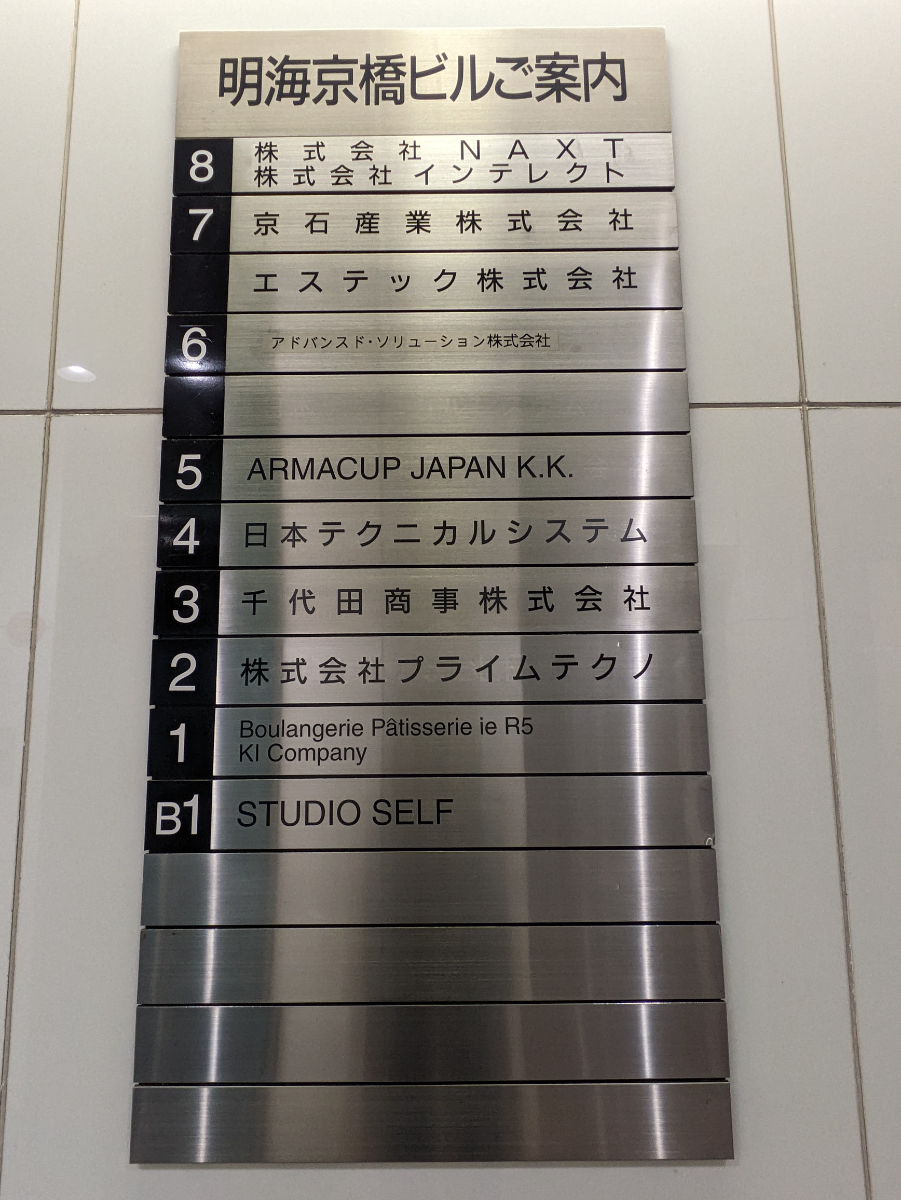 明海京橋ビルご案内
8 株式会社 NAXT
株式会社インテレクト
7 京石産業株式会社
エステック株式会社
6 アドバンスド・ソリューション株式会社
5 ARMACUP JAPAN K.K.
4 日本テクニカルシステム
3 千代田商事株式会社
2 株式会社プライムテクノ
1 Boulangerie Pâtisserie ie R5
KI Company
B1 STUDIO SELF